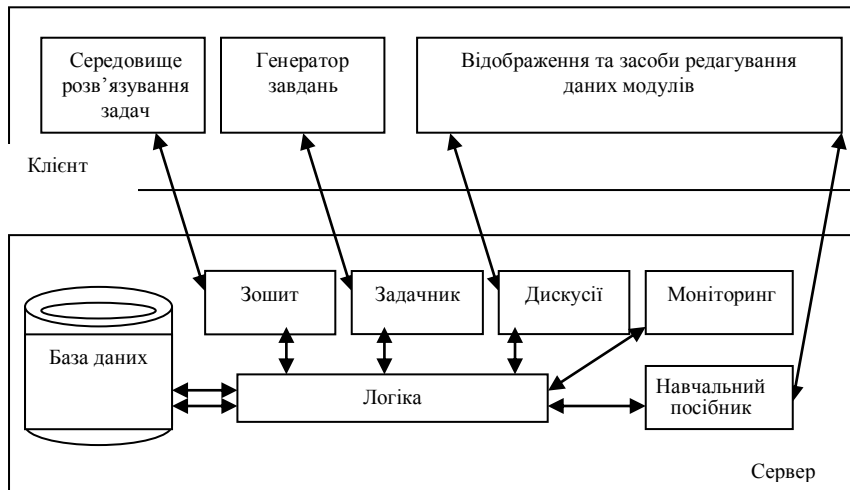 Середовище
розв’язування
задач
Генератор
завдань
Відображення та засоби редагування
даних модулів
Клієнт
Зошит
Задачник
Дискусії
Моніторинг
База даних
Логіка
Навчальний
посібник
Сервер